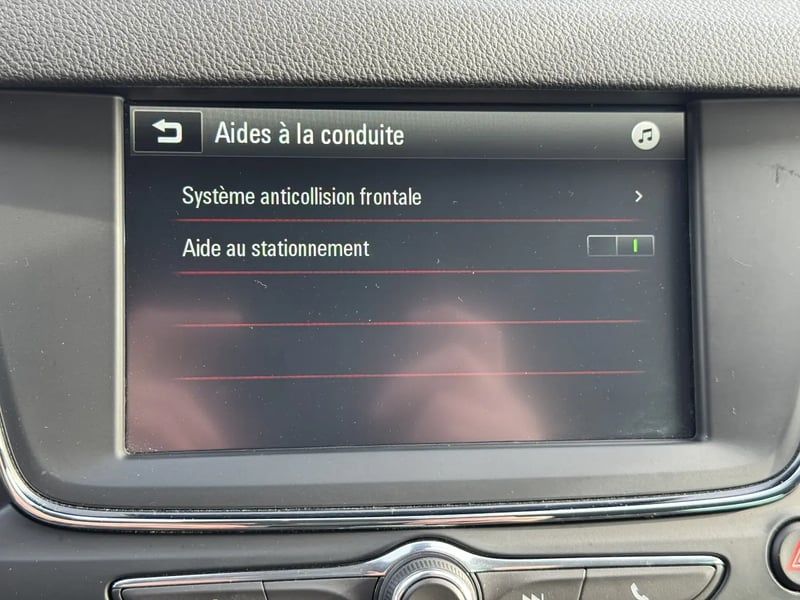 Aides à la conduite
Système anticollision frontale
Aide au stationnement